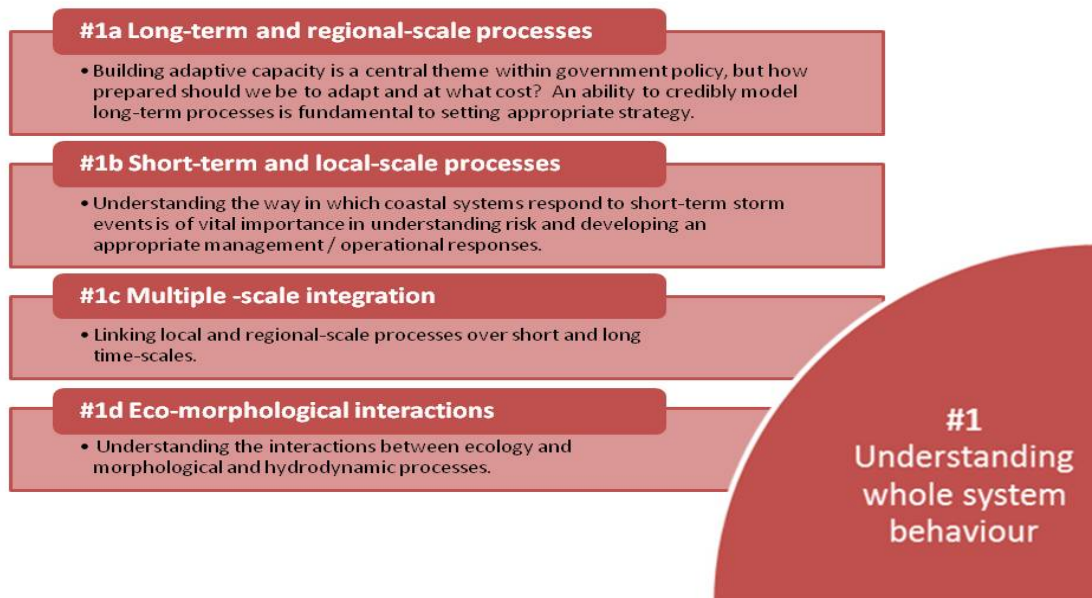 #1a Long-term and regional-scale processes
• Building adaptive capacity is a central theme within government policy, but how
prepared should we be to adapt and at what cost? An ability to credibly model
long-term processes is fundamental to setting appropriate strategy.
#1b Short-term and local-scale processes
• Understanding the way in which coastal systems respond to short-term storm
events is of vital importance in understanding risk and developing an
appropriate management / operational responses.
#1c Multiple -scale integration
• Linking local and regional-scale processes over short and long
time-scales.
#1d Eco-morphological interactions
• Understanding the interactions between ecology and
morphological and hydrodynamic processes.
#1
Understanding
whole system
behaviour